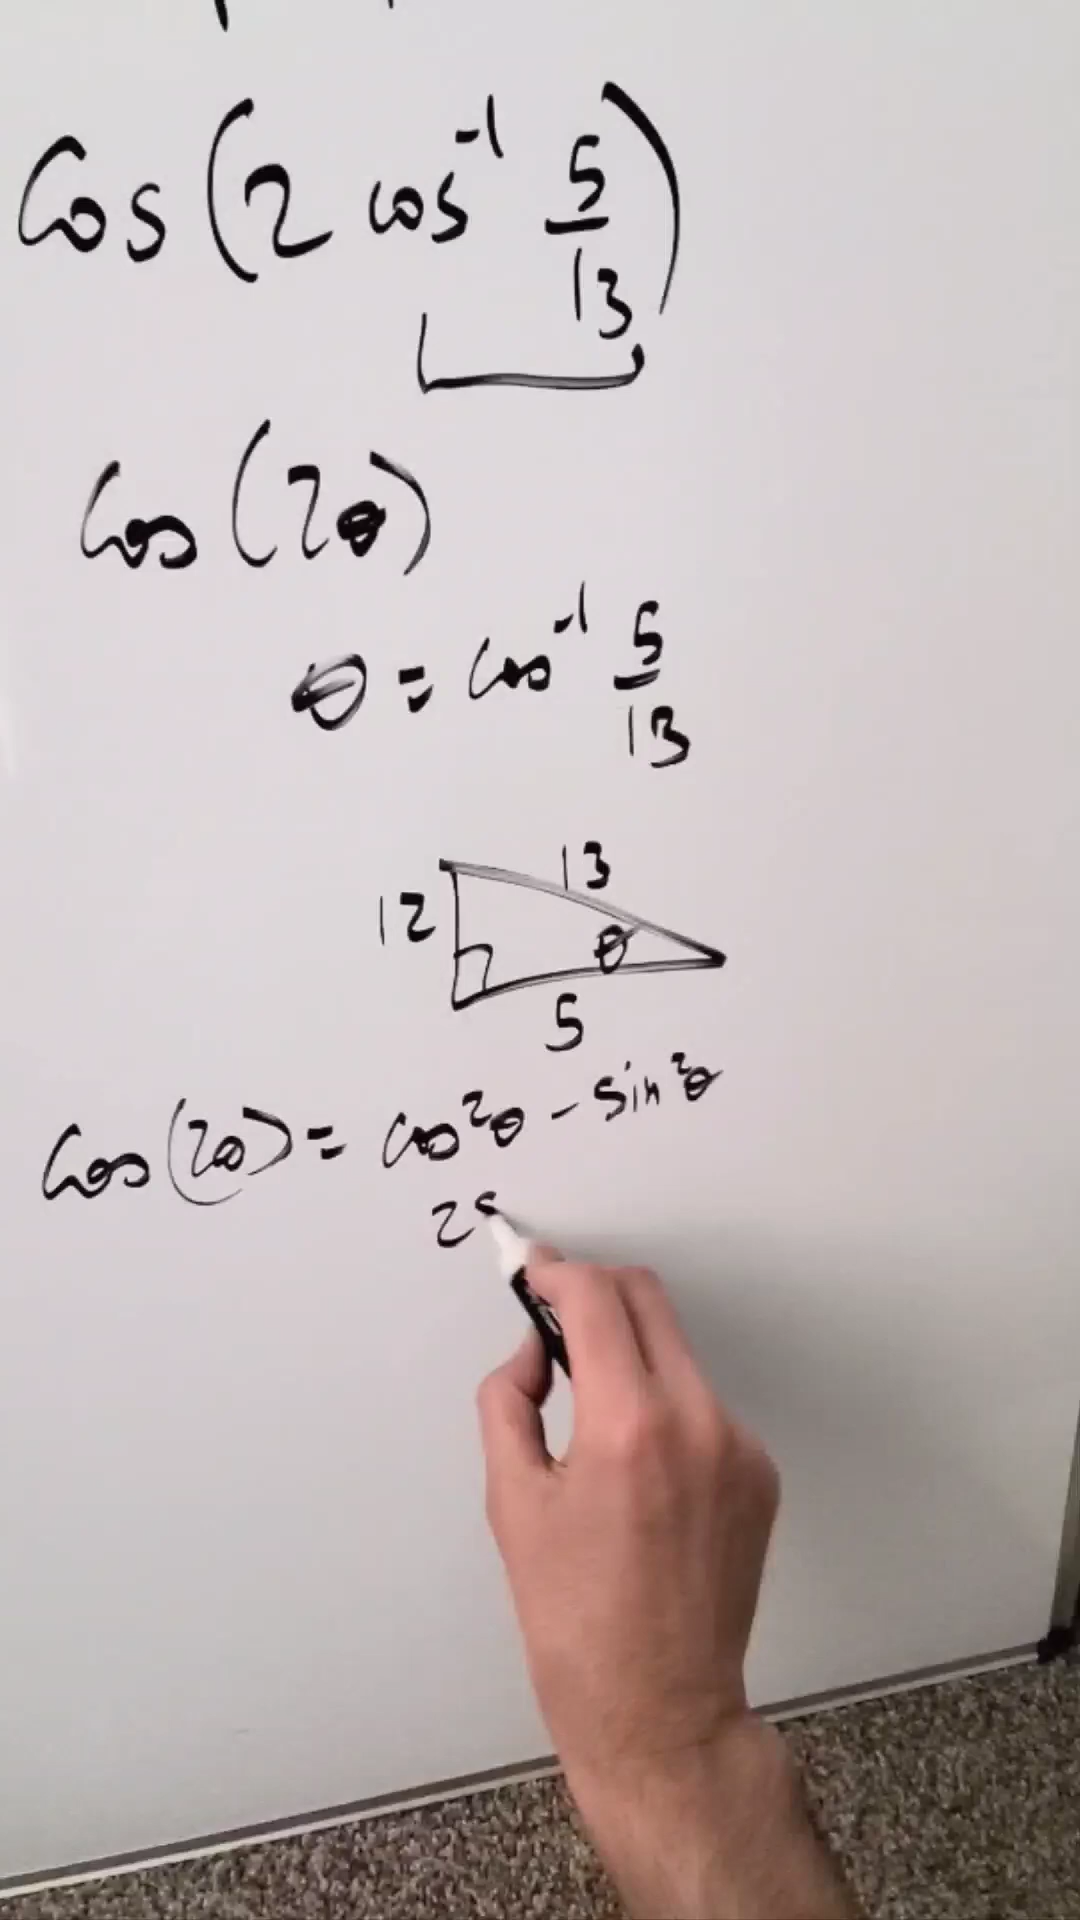 cos(2 cos⁻¹ 5/13)
cos(2θ)
θ = cos⁻¹ 5/13
13
12
θ
5
cos(2θ) = cos²θ - sin²θ
25